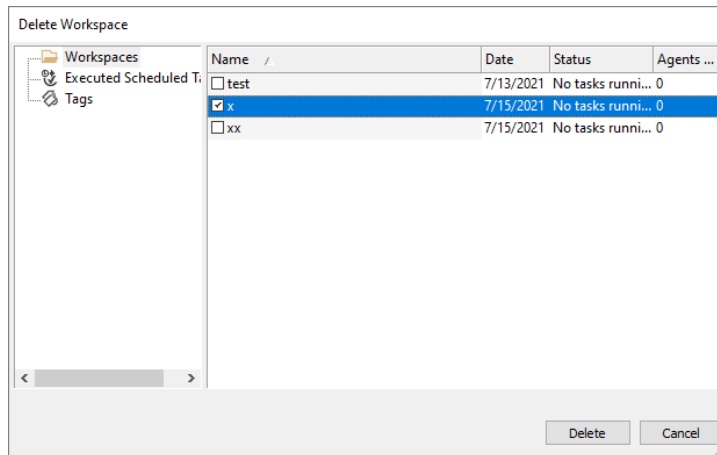 Delete Workspace
Workspaces
Executed Scheduled Ta
Tags
Name Date Status Agents ...
test 7/13/2021 No tasks runni... 0
x 7/15/2021 No tasks runni... 0
xx 7/15/2021 No tasks runni... 0
Delete Cancel